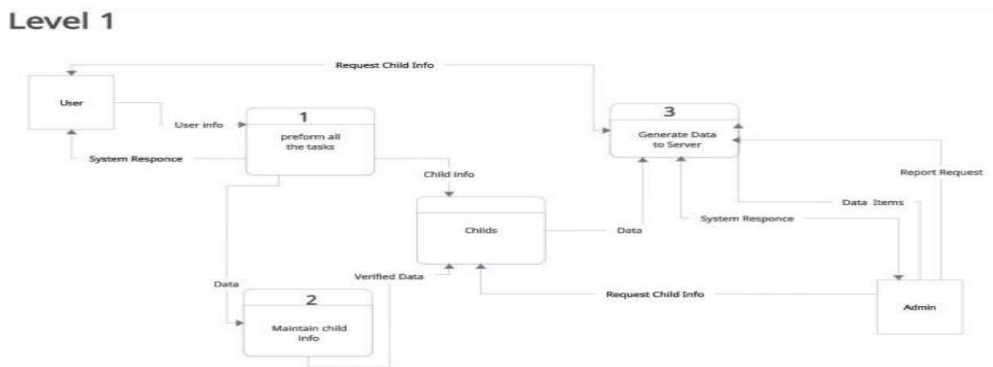 Level 1
Request Child Info
User
User info
1
preform all
the tasks
3
Generate Data
to Server
System Responce
Child info
Report Request
Data Items
Childs
Data
System Responce
Data
Verified Data
Request Child Info
2
Maintain child
info
Admin